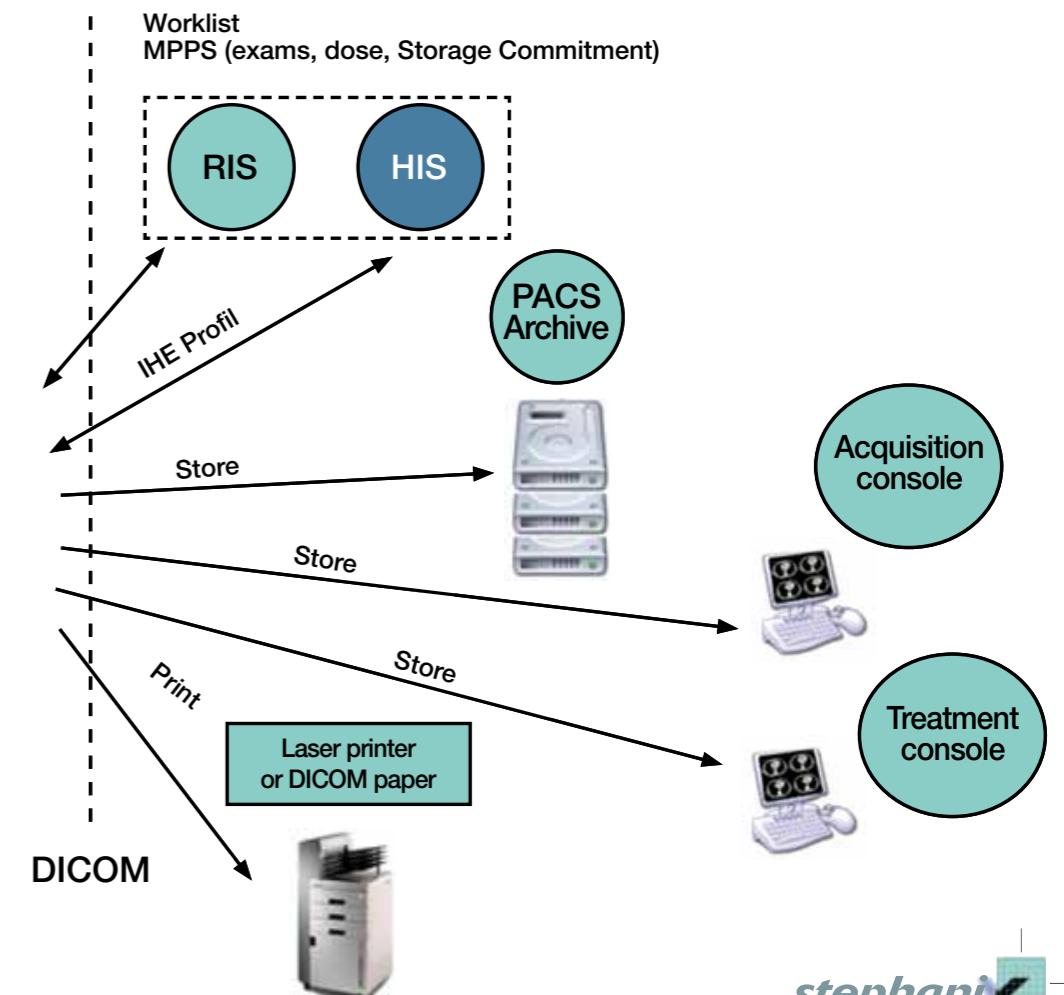 Worklist
MPPS (exams, dose, Storage Commitment)
RIS
HIS
PACS
Archive
IHE Profil
Store
Acquisition
console
Store
Store
Print
Treatment
console
Laser printer
or DICOM paper
DICOM
stephanix